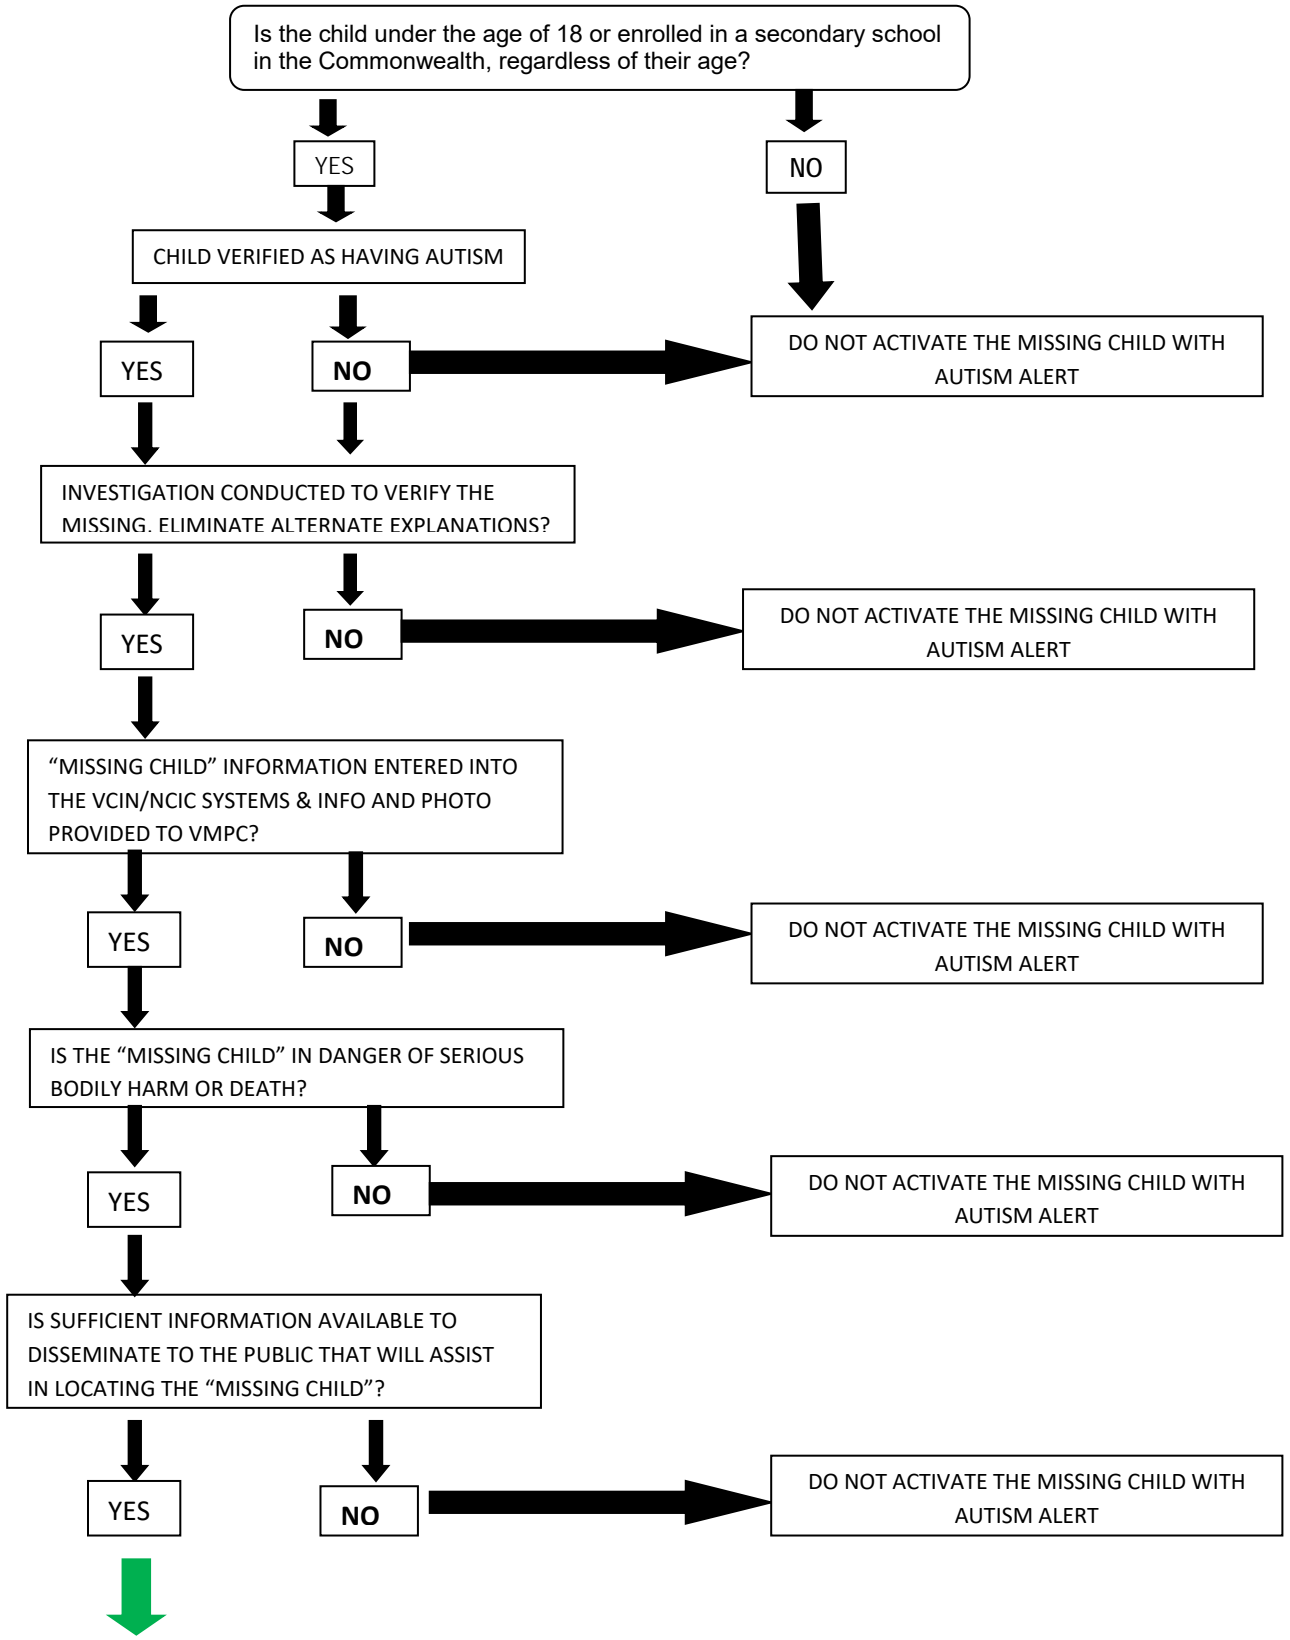 Is the child under the age of 18 or enrolled in a secondary school
in the Commonwealth, regardless of their age?
YES
NO
CHILD VERIFIED AS HAVING AUTISM
YES
NO
DO NOT ACTIVATE THE MISSING CHILD WITH
AUTISM ALERT
INVESTIGATION CONDUCTED TO VERIFY THE
MISSING. ELIMINATE ALTERNATE EXPLANATIONS?
YES
NO
DO NOT ACTIVATE THE MISSING CHILD WITH
AUTISM ALERT
“MISSING CHILD” INFORMATION ENTERED INTO
THE VCIN/NCIC SYSTEMS & INFO AND PHOTO
PROVIDED TO VMPC?
YES
NO
DO NOT ACTIVATE THE MISSING CHILD WITH
AUTISM ALERT
IS THE “MISSING CHILD” IN DANGER OF SERIOUS
BODILY HARM OR DEATH?
YES
NO
DO NOT ACTIVATE THE MISSING CHILD WITH
AUTISM ALERT
IS SUFFICIENT INFORMATION AVAILABLE TO
DISSEMINATE TO THE PUBLIC THAT WILL ASSIST
IN LOCATING THE “MISSING CHILD”?
YES
NO
DO NOT ACTIVATE THE MISSING CHILD WITH
AUTISM ALERT